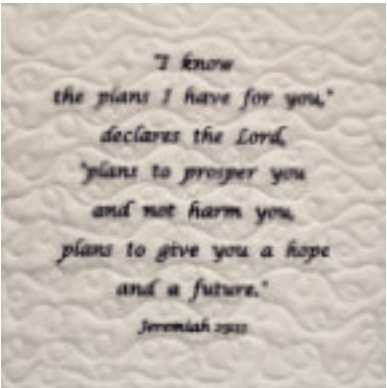 "I know
the plans I have for you,"
declares the Lord,
"plans to prosper you
and not harm you,
plans to give you a hope
and a future."
Jeremiah 29:11